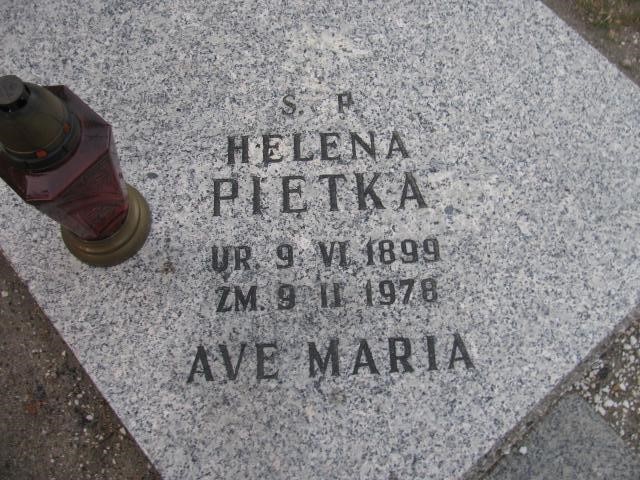 S. P.
HELENA
PIETKA
UR. 9 VI 1899
ZM. 9 II 1978
AVE MARIA